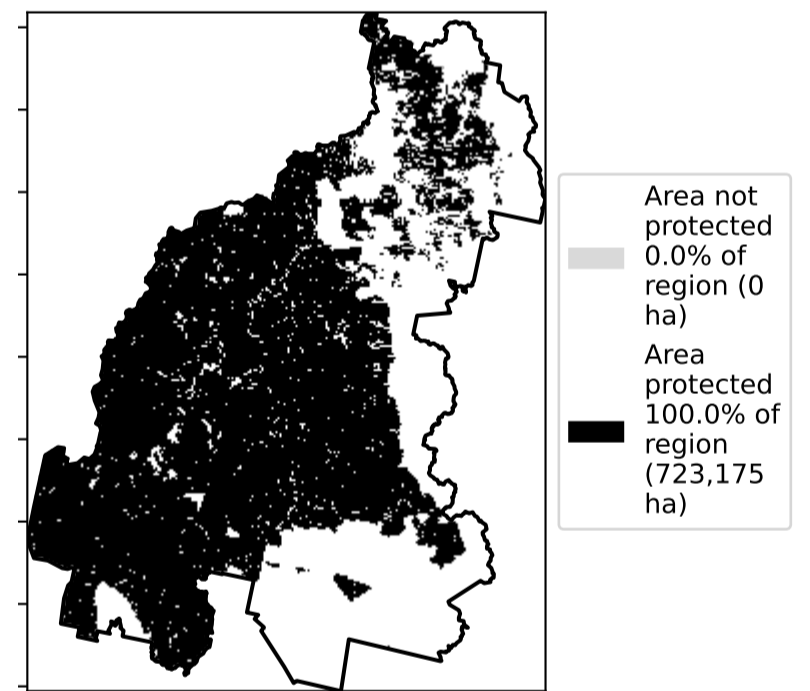 Area not
protected
0.0% of
region (0
ha)
Area
protected
100.0% of
region
(723,175
ha)